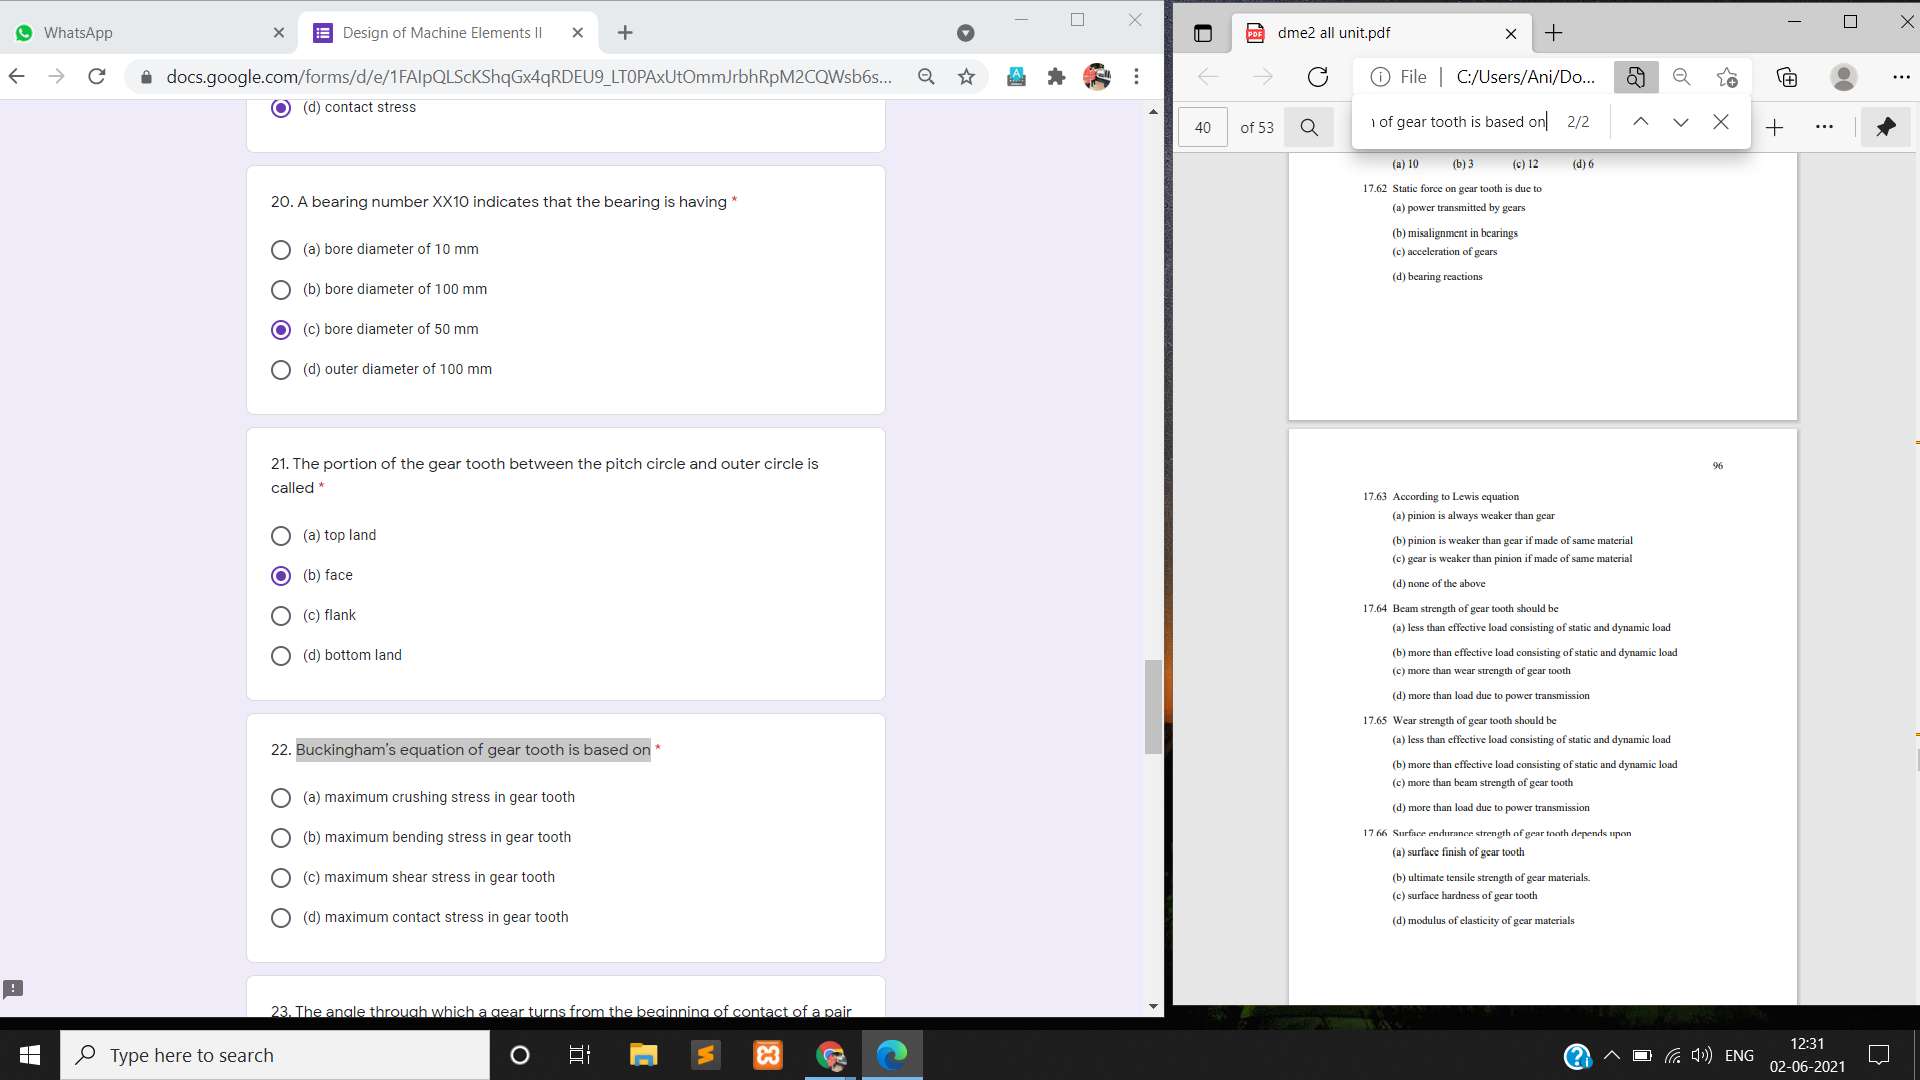 WhatsApp
Design of Machine Elements II
docs.google.com/forms/d/e/1FAIpQLScKShqGx4qRDEU9_LT0PAxUtOmmJrbhRpM2CQWsb6s...
(d) contact stress
20. A bearing number XX10 indicates that the bearing is having *
(a) bore diameter of 10 mm
(b) bore diameter of 100 mm
(c) bore diameter of 50 mm
(d) outer diameter of 100 mm
21. The portion of the gear tooth between the pitch circle and outer circle is
called *
(a) top land
(b) face
(c) flank
(d) bottom land
22. Buckingham's equation of gear tooth is based on *
(a) maximum crushing stress in gear tooth
(b) maximum bending stress in gear tooth
(c) maximum shear stress in gear tooth
(d) maximum contact stress in gear tooth
23. The angle through which a gear turns from the beginning of contact of a pair
dme2 all unit.pdf
File
C:/Users/Ani/Do...
40 of 53
of gear tooth is based on 2/2
(a) 10 (b) 3 (c) 12 (d) 6
17.62 Static force on gear tooth is due to
(a) power transmitted by gears
(b) misalignment in bearings
(c) acceleration of gears
(d) bearing reactions
96
17.63 According to Lewis equation
(a) pinion is always weaker than gear
(b) pinion is weaker than gear if made of same material
(c) gear is weaker than pinion if made of same material
(d) none of the above
17.64 Beam strength of gear tooth should be
(a) less than effective load consisting of static and dynamic load
(b) more than effective load consisting of static and dynamic load
(c) more than wear strength of gear tooth
(d) more than load due to power transmission
17.65 Wear strength of gear tooth should be
(a) less than effective load consisting of static and dynamic load
(b) more than effective load consisting of static and dynamic load
(c) more than beam strength of gear tooth
(d) more than load due to power transmission
17.66 Surface endurance strength of gear tooth depends upon
(a) surface finish of gear tooth
(b) ultimate tensile strength of gear materials.
(c) surface hardness of gear tooth
(d) modulus of elasticity of gear materials
Type here to search
ENG
12:31
02-06-2021